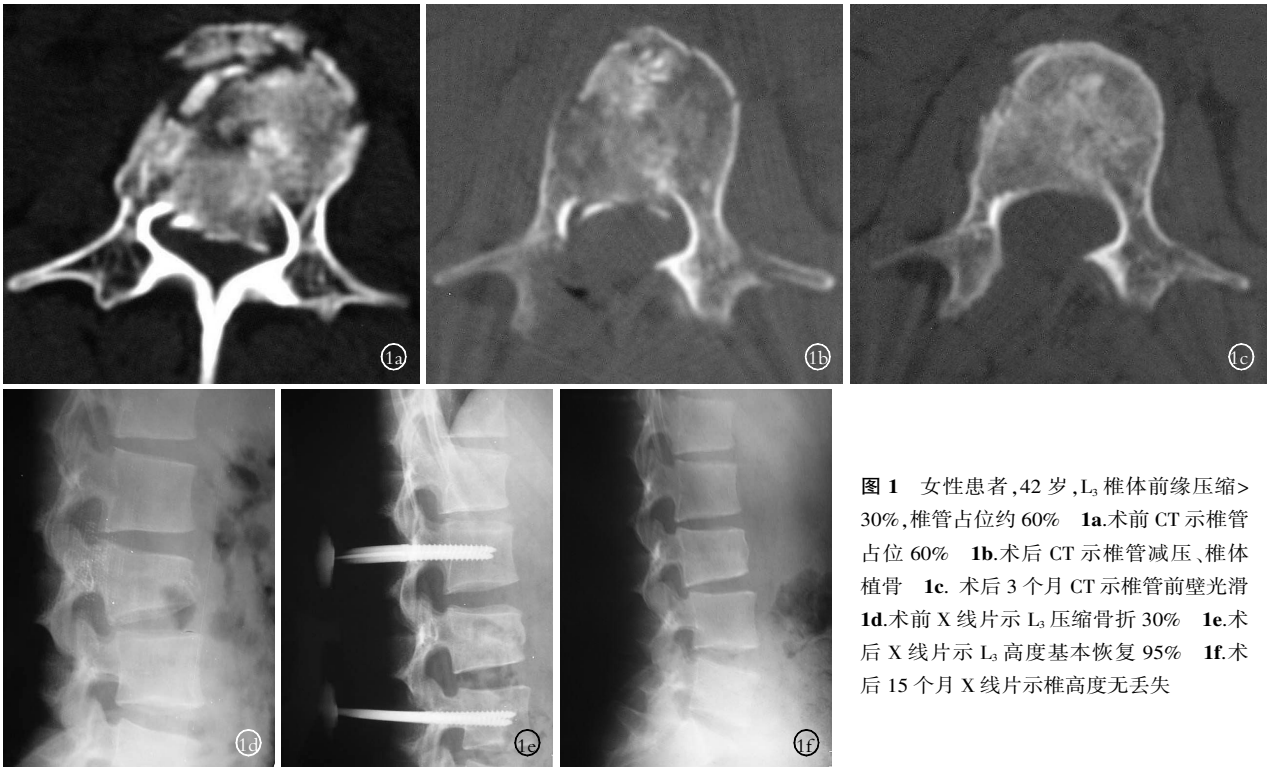 1a
1b
1c
1d
1e
1f
图 1 女性患者,42 岁,L₃ 椎体前缘压缩>
30%,椎管占位约 60% 1a.术前 CT 示椎管
占位 60% 1b.术后 CT 示椎管减压、椎体
植骨 1c. 术后 3 个月 CT 示椎管前壁光滑
1d.术前 X 线片示 L₃ 压缩骨折 30% 1e.术
后 X 线片示 L₃ 高度基本恢复 95% 1f.术
后 15 个月 X 线片示椎高度无丢失